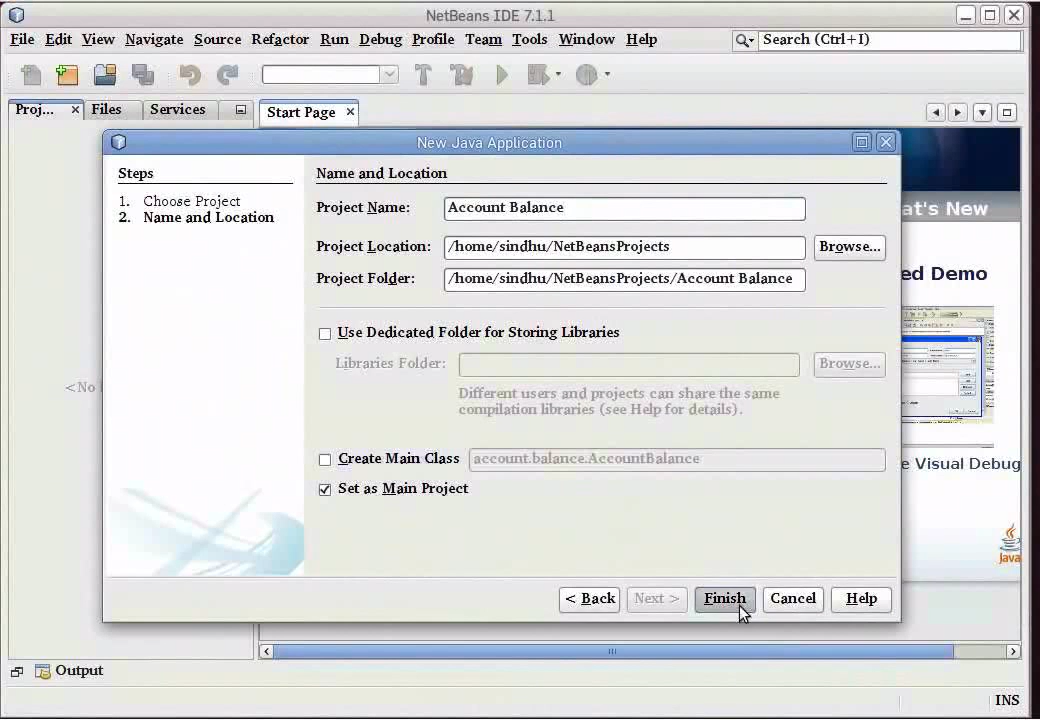 NetBeans IDE 7.1.1
File Edit View Navigate Source Refactor Run Debug Profile Team Tools Window Help Search (Ctrl+I)
Proj... Files Services Start Page
New Java Application
Steps
1. Choose Project
2. Name and Location
Name and Location
Project Name: Account Balance
Project Location: /home/sindhu/NetBeansProjects Browse...
Project Folder: /home/sindhu/NetBeansProjects/Account Balance
Use Dedicated Folder for Storing Libraries
Libraries Folder: Browse...
Different users and projects can share the same
compilation libraries (see Help for details).
Create Main Class account.balance.AccountBalance
Set as Main Project
< Back Next > Finish Cancel Help
<No
at's New
ed Demo
e Visual Debug
Java
Output
INS